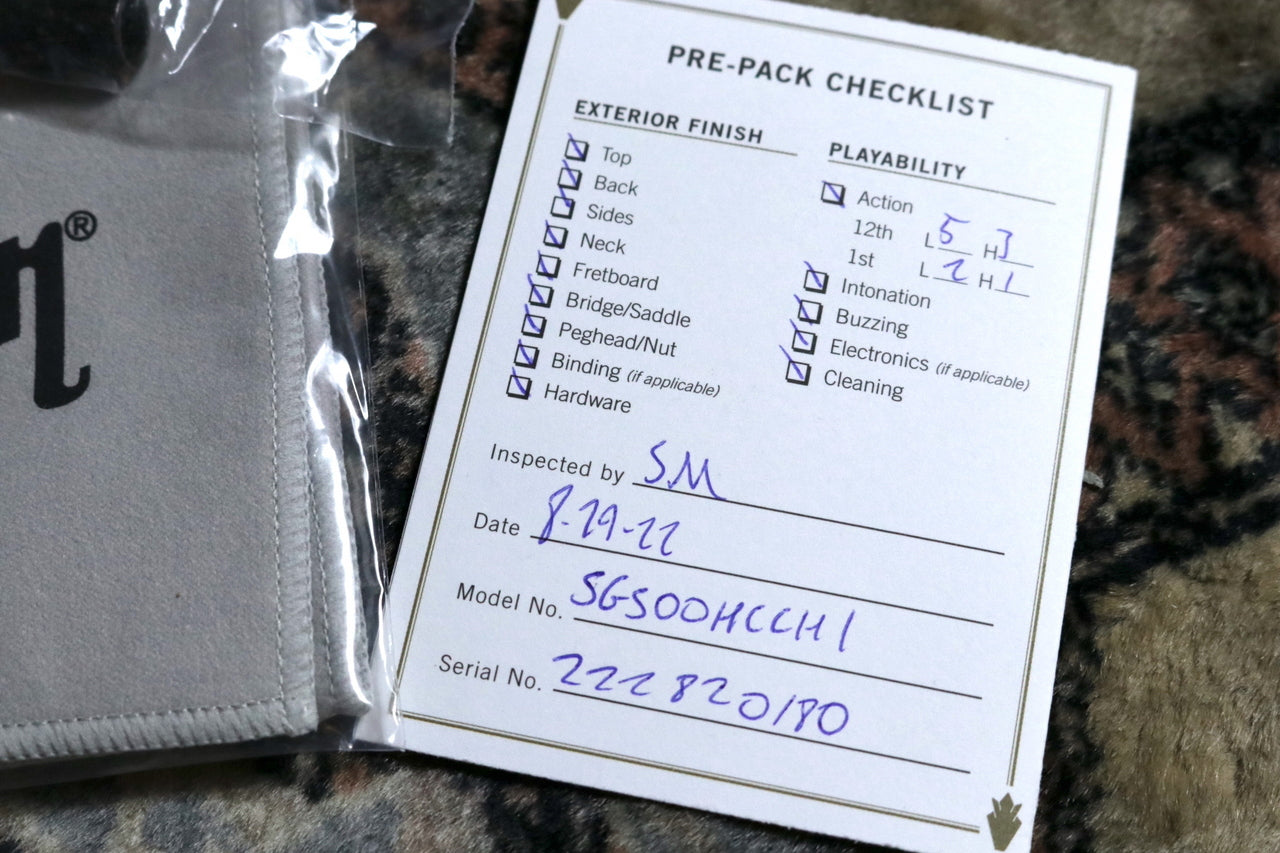 PRE-PACK CHECKLIST
EXTERIOR FINISH
Top
Back
Sides
Neck
Fretboard
Bridge/Saddle
Peghead/Nut
Binding (if applicable)
Hardware
PLAYABILITY
Action
12th L 5 H 3
1st L 2 H 1
Intonation
Buzzing
Electronics (if applicable)
Cleaning
Inspected by SM
Date 8-29-22
Model No. SGS00HCCH1
Serial No. 222820180
®